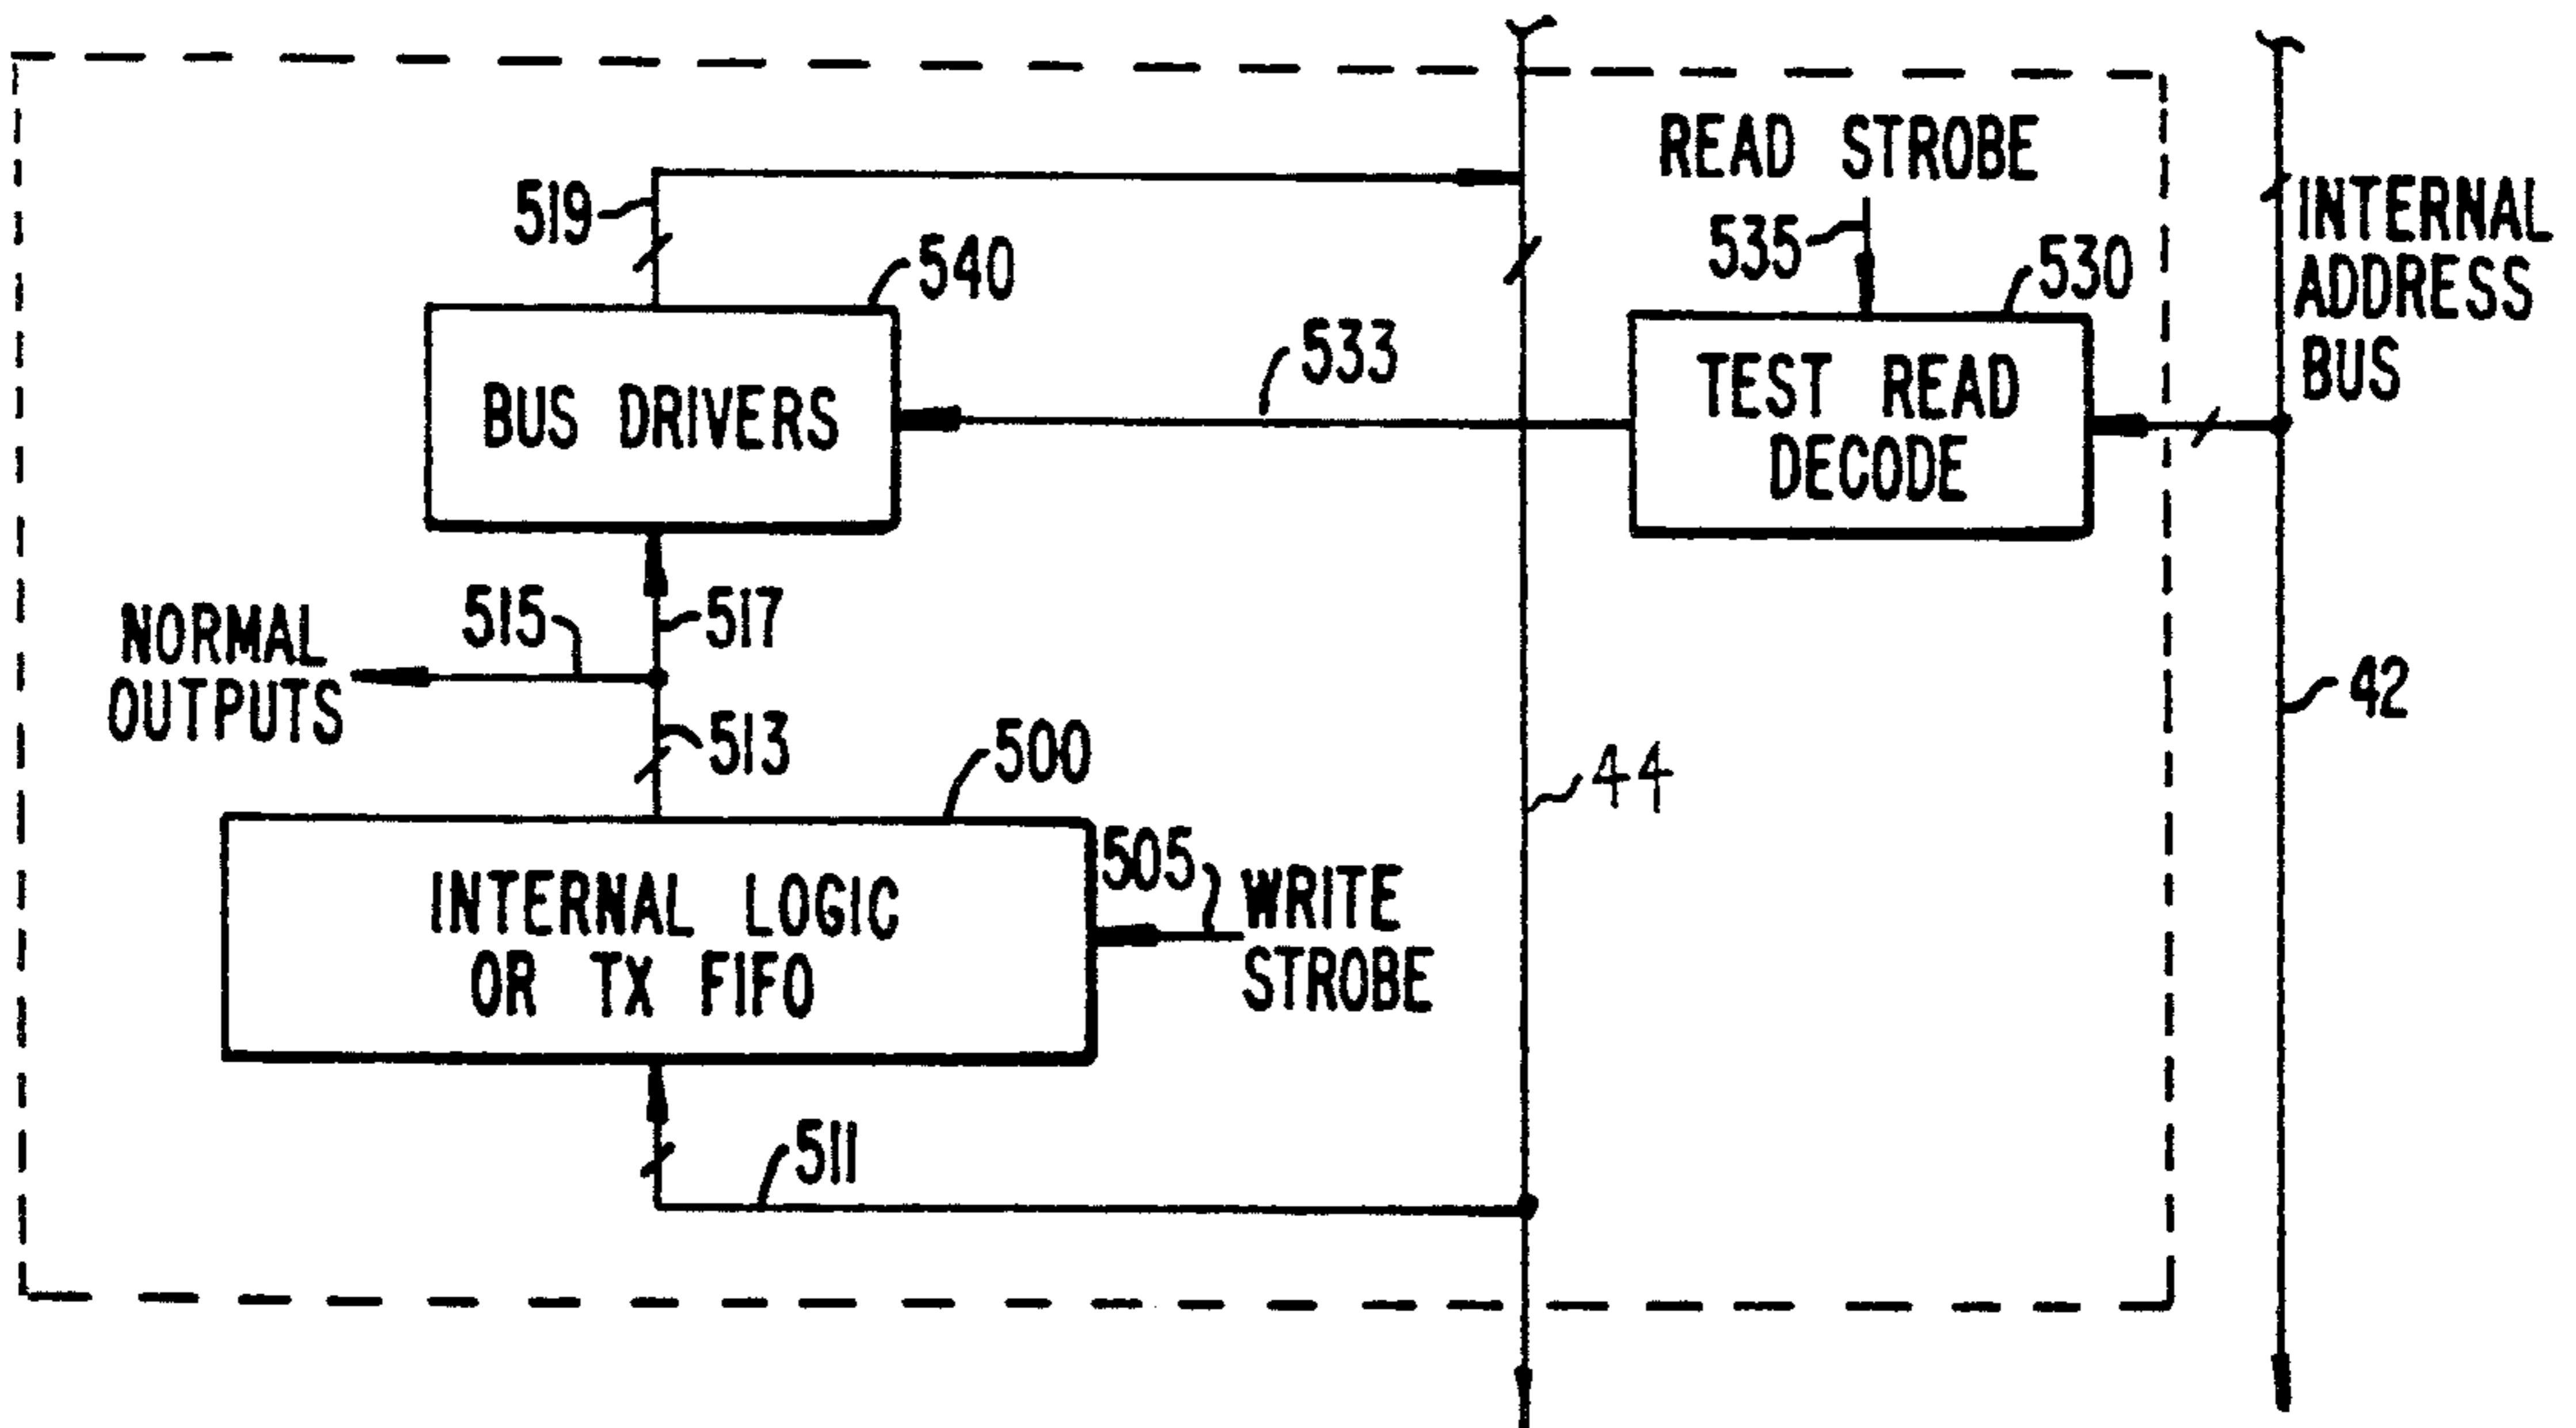 READ STROBE
519
535
540
530
INTERNAL
ADDRESS
BUS
533
BUS DRIVERS
TEST READ
DECODE
515
517
NORMAL
OUTPUTS
42
513
500
44
505
WRITE
STROBE
INTERNAL LOGIC
OR TX FIFO
511